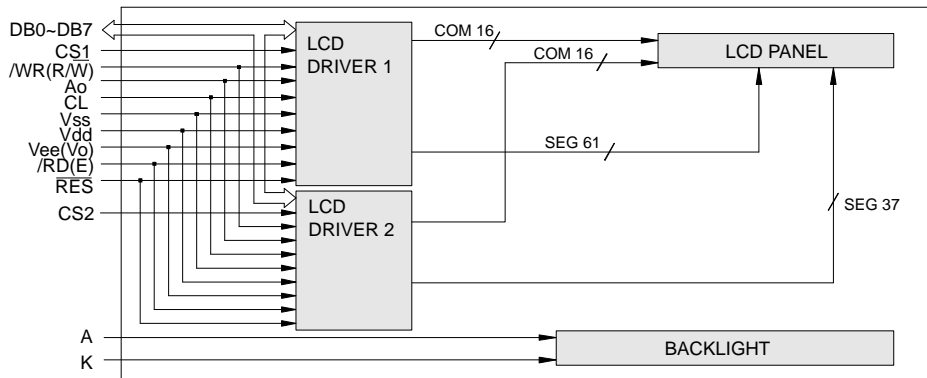 DB0~DB7
CS1
/WR(R/W̅)
Ao
CL
Vss
Vdd
Vee(Vo)
/RD(E)
R̅E̅S̅
CS2
A
K
LCD
DRIVER 1
LCD
DRIVER 2
COM 16
COM 16
SEG 61
SEG 37
LCD PANEL
BACKLIGHT